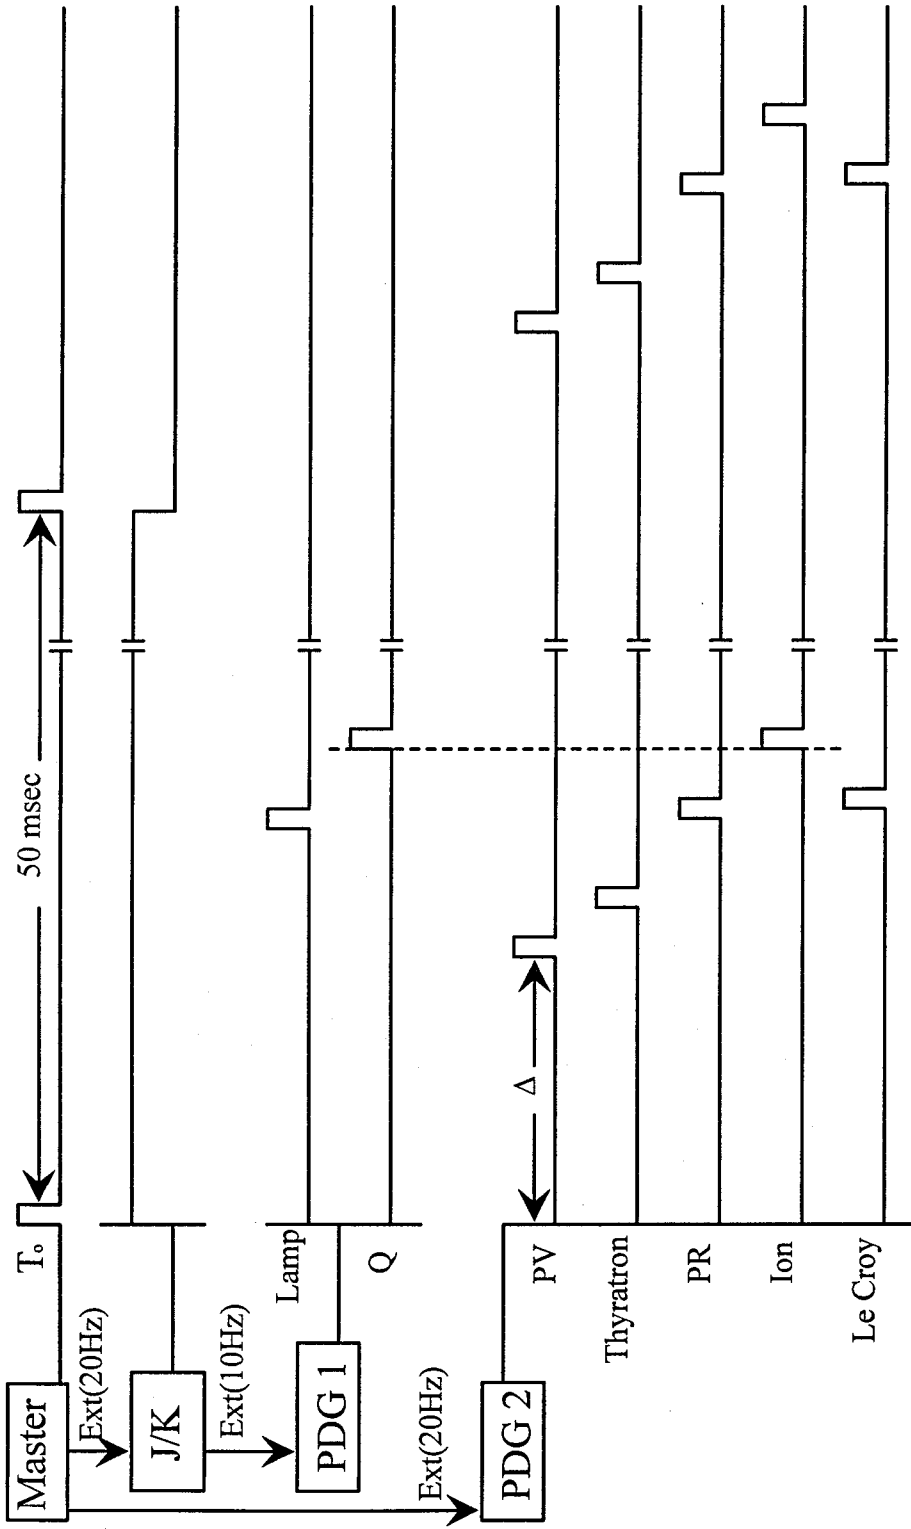 Master
T₀
50 msec
Ext(20Hz)
J/K
Ext(10Hz)
PDG 1
Lamp
Q
Ext(20Hz)
PDG 2
PV
Δ
Thyratron
PR
Ion
Le Croy